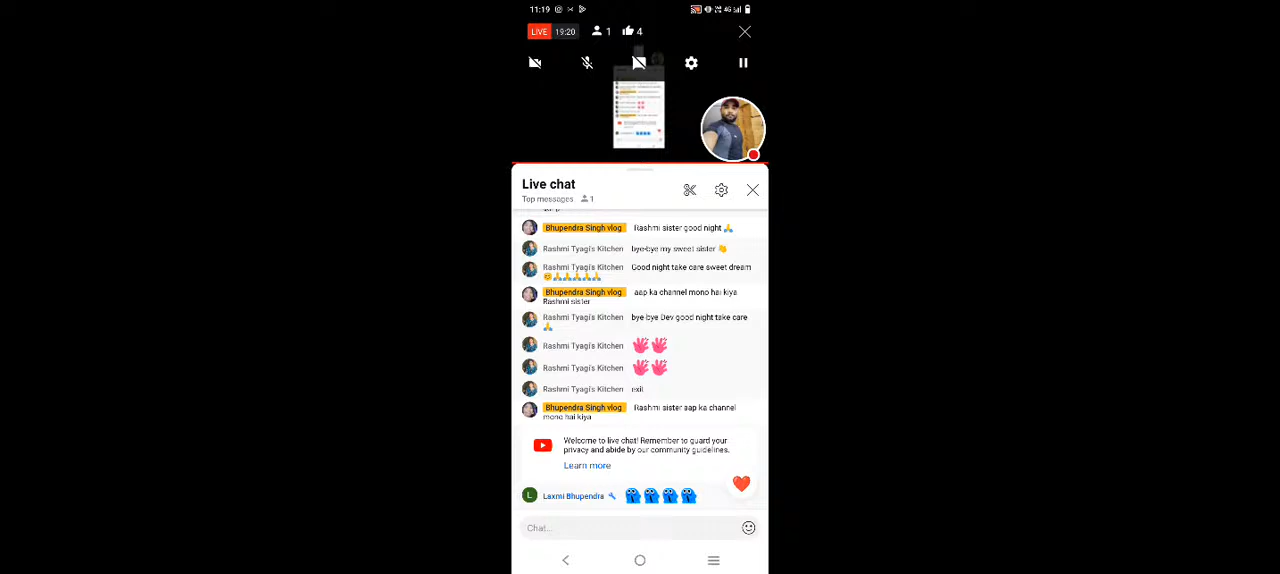 11:19
4G
LIVE 19:20 1 4
Live chat
Top messages 1
Bhupendra Singh vlog Rashmi sister good night 🙏
Rashmi Tyagi's Kitchen bye-bye my sweet sister 👋
Rashmi Tyagi's Kitchen Good night take care sweet dream
🤗🙏🙏🙏🙏🙏
Bhupendra Singh vlog aap ka channel mono hai kiya
Rashmi sister
Rashmi Tyagi's Kitchen bye-bye Dev good night take care
🙏
Rashmi Tyagi's Kitchen
Rashmi Tyagi's Kitchen
Rashmi Tyagi's Kitchen exit
Bhupendra Singh vlog Rashmi sister aap ka channel
mono hai kiya
Welcome to live chat! Remember to guard your
privacy and abide by our community guidelines.
Learn more
L Laxmi Bhupendra
Chat...